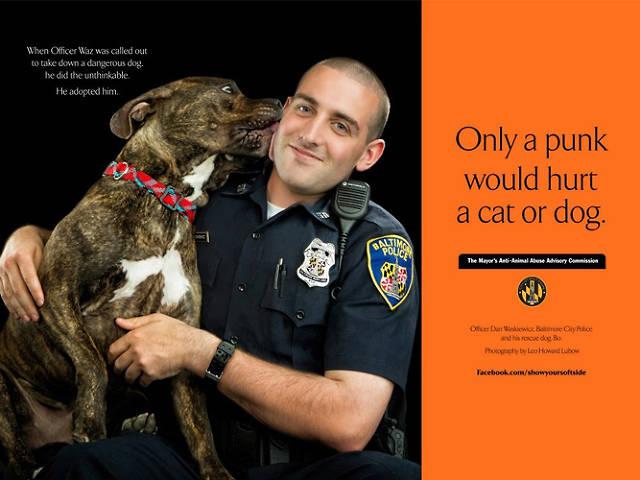 When Officer Waz was called out
to take down a dangerous dog,
he did the unthinkable.
He adopted him.
BALTIMORE
POLICE
Only a punk
would hurt
a cat or dog.
The Mayor's Anti-Animal Abuse Advisory Commission
Officer Dan Waskiewicz, Baltimore City Police
and his rescue dog, Bo.
Photography by Leo Howard Lubow
Facebook.com/showyoursoftside